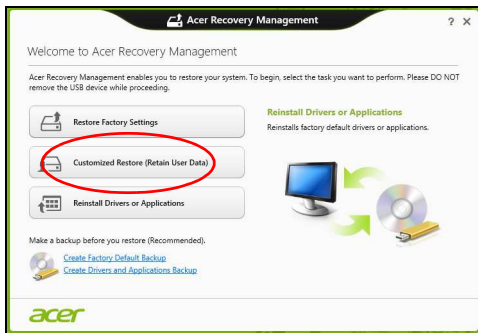 Acer Recovery Management
? X
Welcome to Acer Recovery Management
Acer Recovery Management enables you to restore your system. To begin, select the task you want to perform. Please DO NOT
remove the USB device while proceeding.
Restore Factory Settings
Customized Restore (Retain User Data)
Reinstall Drivers or Applications
Reinstall Drivers or Applications
Reinstalls factory default drivers or applications.
Make a backup before you restore (Recommended).
Create Factory Default Backup
Create Drivers and Applications Backup
acer